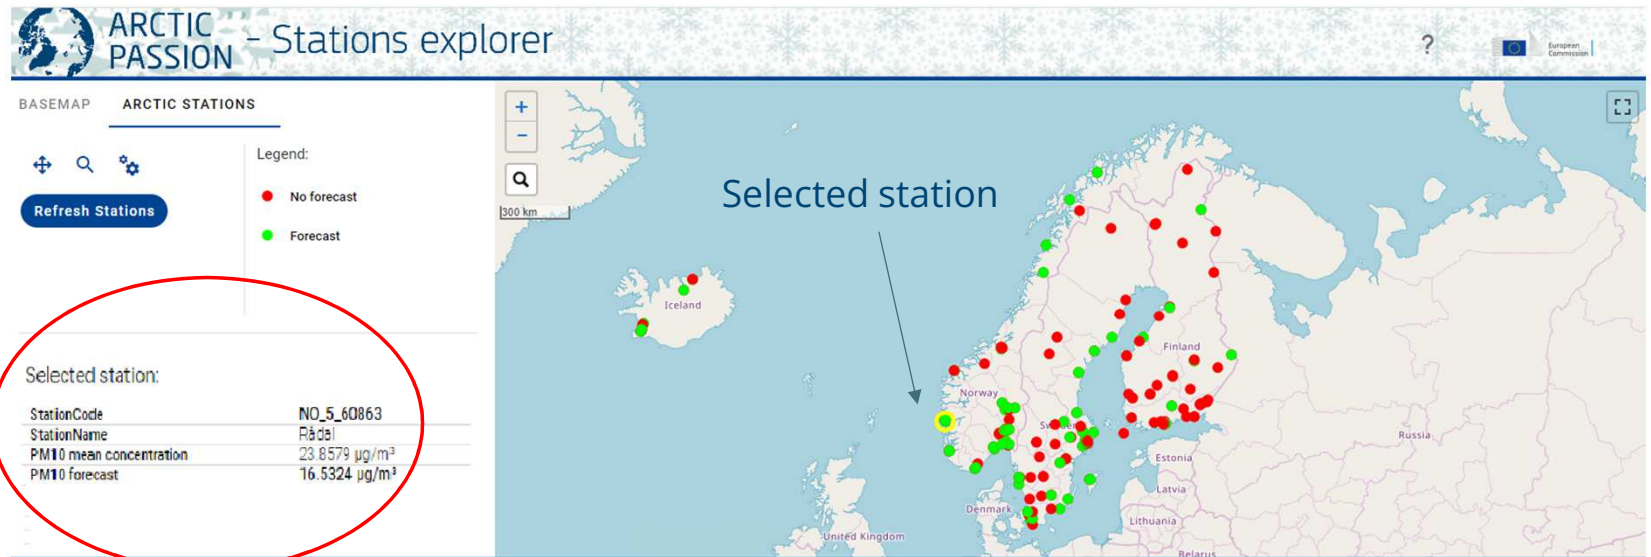 ARCTIC
PASSION
– Stations explorer
?
European
Commission
BASEMAP
ARCTIC STATIONS
Legend:
No forecast
Forecast
Refresh Stations
Selected station:
StationCode NO_5_60863
StationName Rådal
PM10 mean concentration 23.8579 µg/m³
PM10 forecast 16.5324 µg/m³
+
−
300 km
Selected station
Iceland
Norway
Finland
Russia
Estonia
Latvia
Denmark
Lithuania
United Kingdom
Belarus